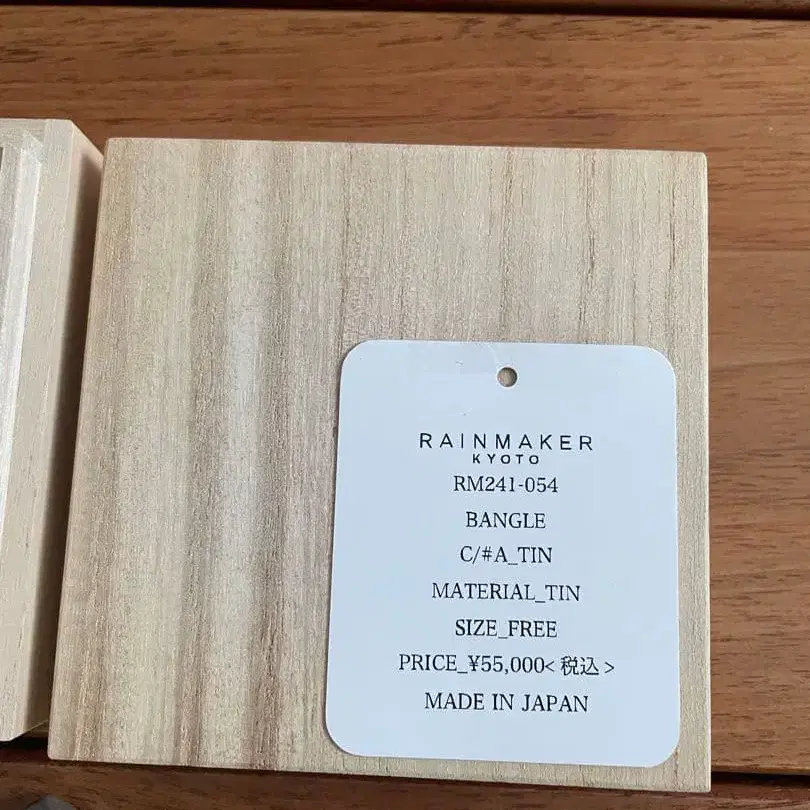 RAINMAKER
KYOTO
RM241-054
BANGLE
C/#A_TIN
MATERIAL_TIN
SIZE_FREE
PRICE_¥55,000<税込>
MADE IN JAPAN